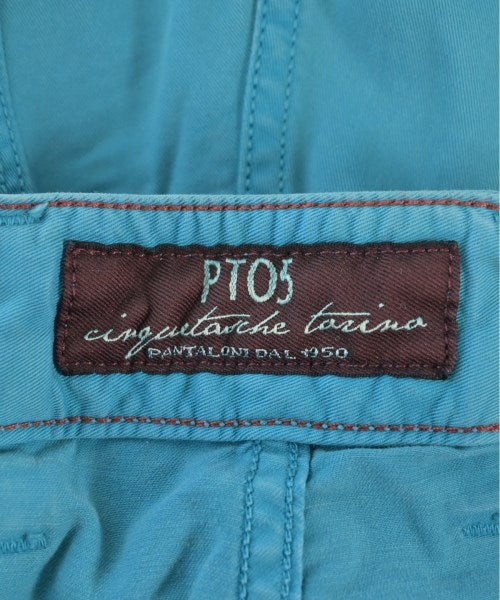 PT05
cinquetasche torino
PANTALONI DAL 1950